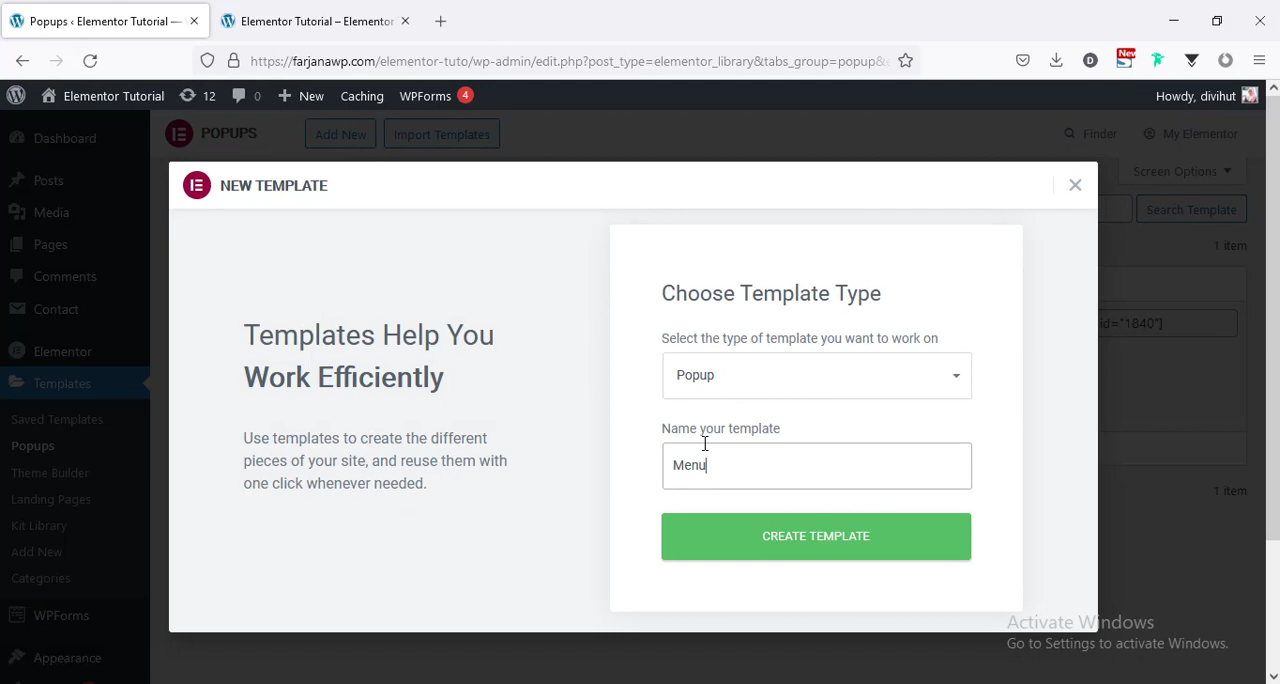 Popups ‹ Elementor Tutorial —
Elementor Tutorial – Elementor
https://farjanawp.com/elementor-tuto/wp-admin/edit.php?post_type=elementor_library&tabs_group=popup&
New
Elementor Tutorial
12
0
New
Caching
WPForms
4
Howdy, divihut
Dashboard
Posts
Media
Pages
Comments
Contact
Elementor
Templates
Saved Templates
Popups
Theme Builder
Landing Pages
Kit Library
Add New
Categories
WPForms
Appearance
POPUPS
Add New
Import Templates
Finder
My Elementor
Screen Options
Search Template
1 item
id="1840"]
1 item
NEW TEMPLATE
Templates Help You
Work Efficiently
Use templates to create the different
pieces of your site, and reuse them with
one click whenever needed.
Choose Template Type
Select the type of template you want to work on
Popup
Name your template
Menu
CREATE TEMPLATE
Activate Windows
Go to Settings to activate Windows.